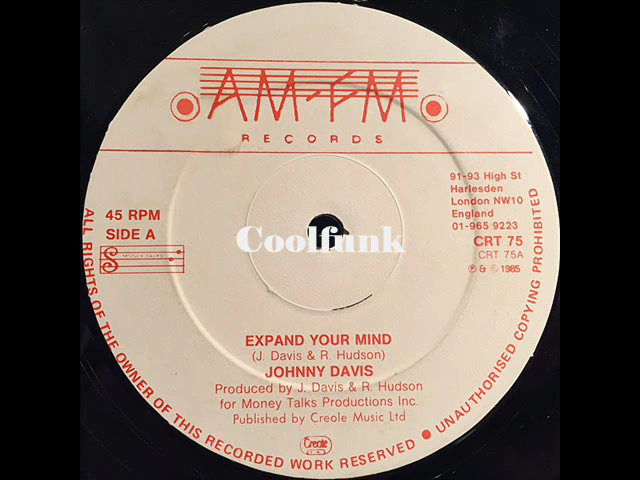 AM-FM
RECORDS
91-93 High St
Harlesden
London NW10
England
01-965 9223
45 RPM
SIDE A
CRT 75
CRT 75A
℗ & © 1985
Coolfunk
EXPAND YOUR MIND
(J. Davis & R. Hudson)
JOHNNY DAVIS
Produced by J. Davis & R. Hudson
for Money Talks Productions Inc.
Published by Creole Music Ltd
Creole
ALL RIGHTS OF THE OWNER OF THIS RECORDED WORK RESERVED • UNAUTHORISED COPYING PROHIBITED